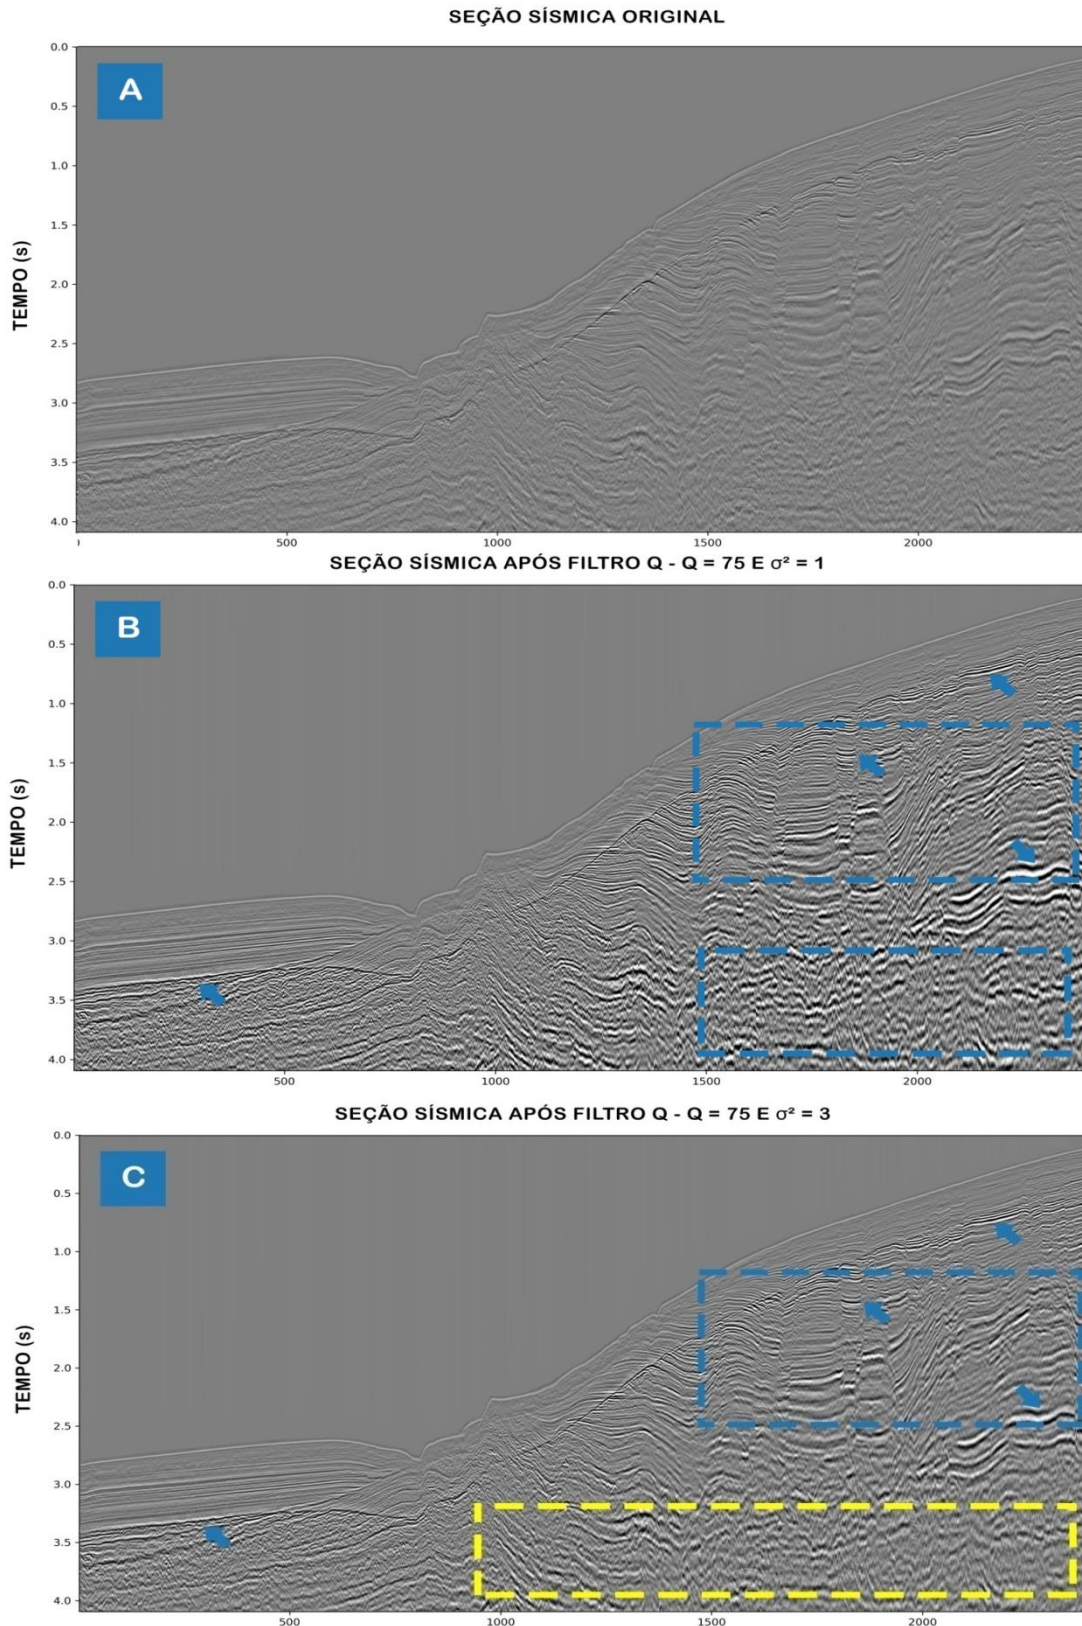 SEÇÃO SÍSMICA ORIGINAL
A
TEMPO (s)
0.0
0.5
1.0
1.5
2.0
2.5
3.0
3.5
4.0
500 1000 1500 2000
SEÇÃO SÍSMICA APÓS FILTRO Q - Q = 75 E σ² = 1
B
TEMPO (s)
0.0
0.5
1.0
1.5
2.0
2.5
3.0
3.5
4.0
500 1000 1500 2000
SEÇÃO SÍSMICA APÓS FILTRO Q - Q = 75 E σ² = 3
C
TEMPO (s)
0.0
0.5
1.0
1.5
2.0
2.5
3.0
3.5
4.0
500 1000 1500 2000